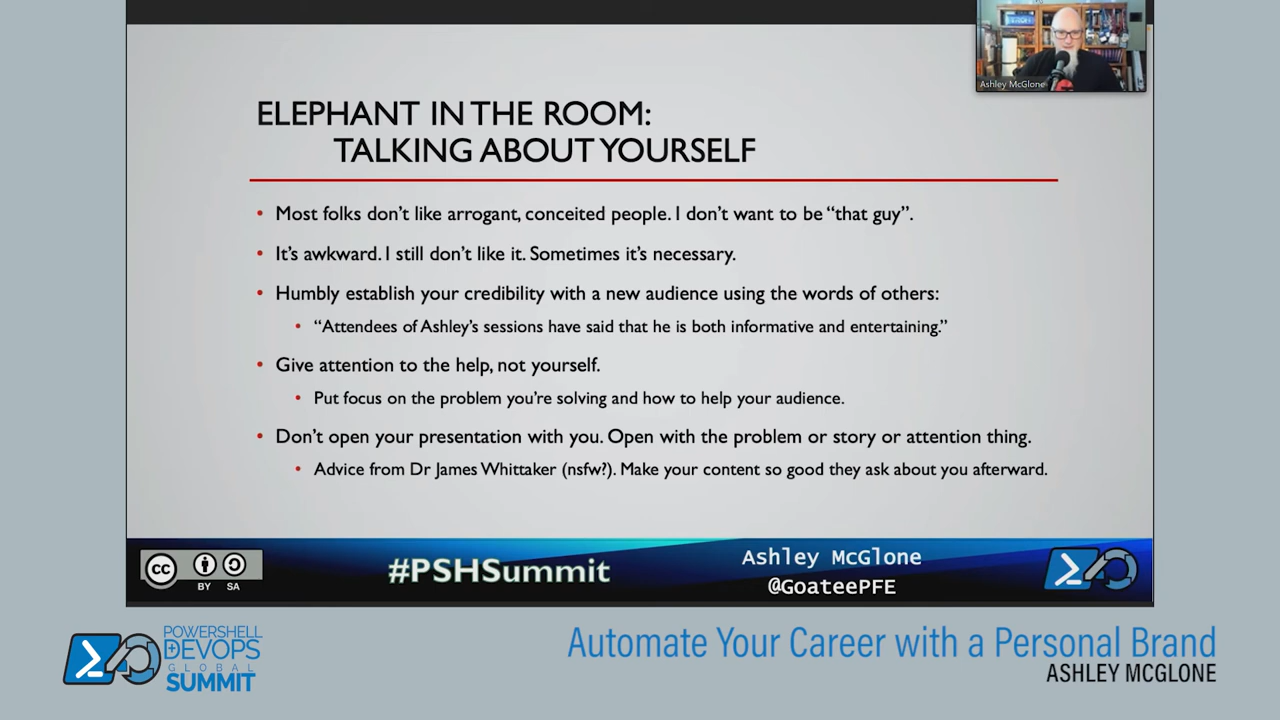 Ashley McGlone
ELEPHANT IN THE ROOM:
TALKING ABOUT YOURSELF
• Most folks don't like arrogant, conceited people. I don't want to be “that guy”.
• It's awkward. I still don't like it. Sometimes it's necessary.
• Humbly establish your credibility with a new audience using the words of others:
• “Attendees of Ashley's sessions have said that he is both informative and entertaining.”
• Give attention to the help, not yourself.
• Put focus on the problem you're solving and how to help your audience.
• Don't open your presentation with you. Open with the problem or story or attention thing.
• Advice from Dr James Whittaker (nsfw?). Make your content so good they ask about you afterward.
cc
BY SA
#PSHSummit
Ashley McGlone
@GoateePFE
POWERSHELL
DEVOPS
GLOBAL
SUMMIT
Automate Your Career with a Personal Brand
ASHLEY MCGLONE